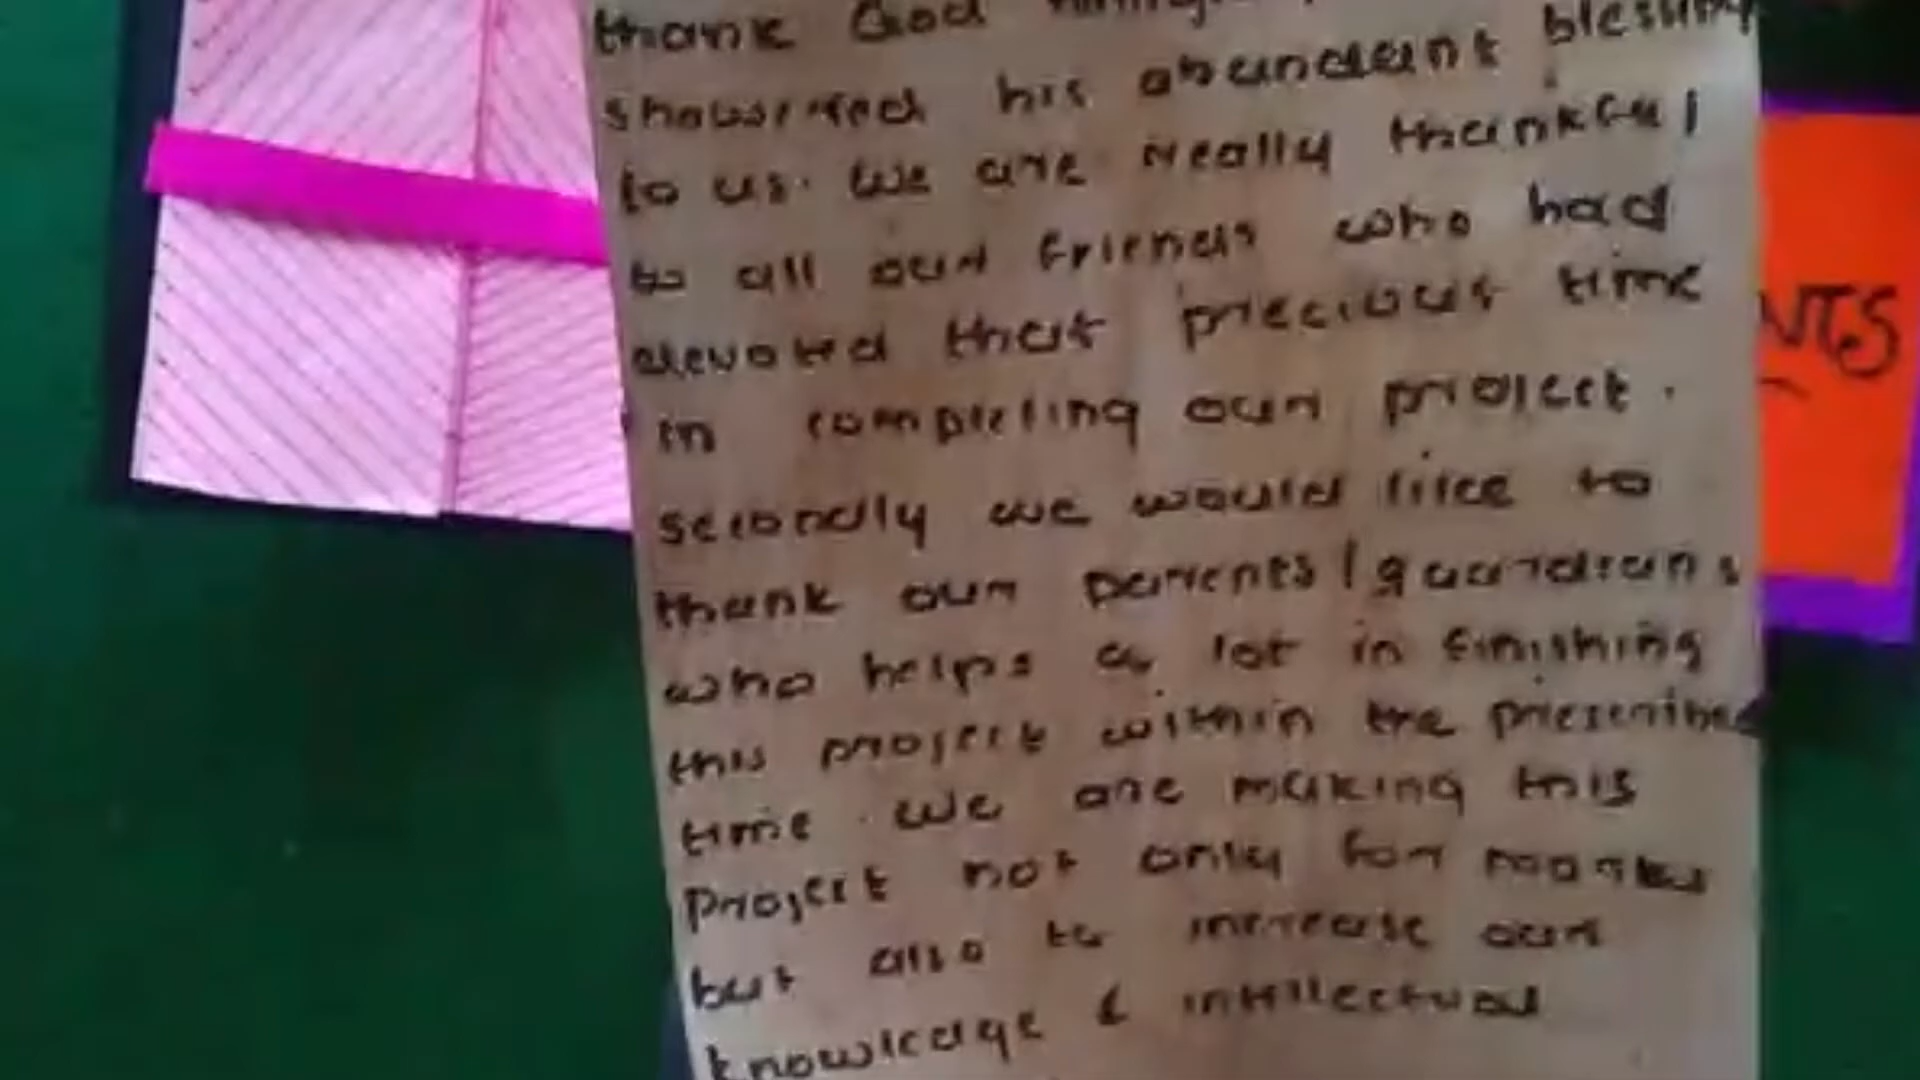 thank God
showered his abundant blessing
to us. We are really thankful
to all our friends who had
devoted that precious time
in completing our project.
secondly we would like to
thank our parents / guardians
who helps a lot in finishing
this project within the prescribed
time. We are making this
project not only for marks
but also to increase our
knowledge & intellectual
NTS